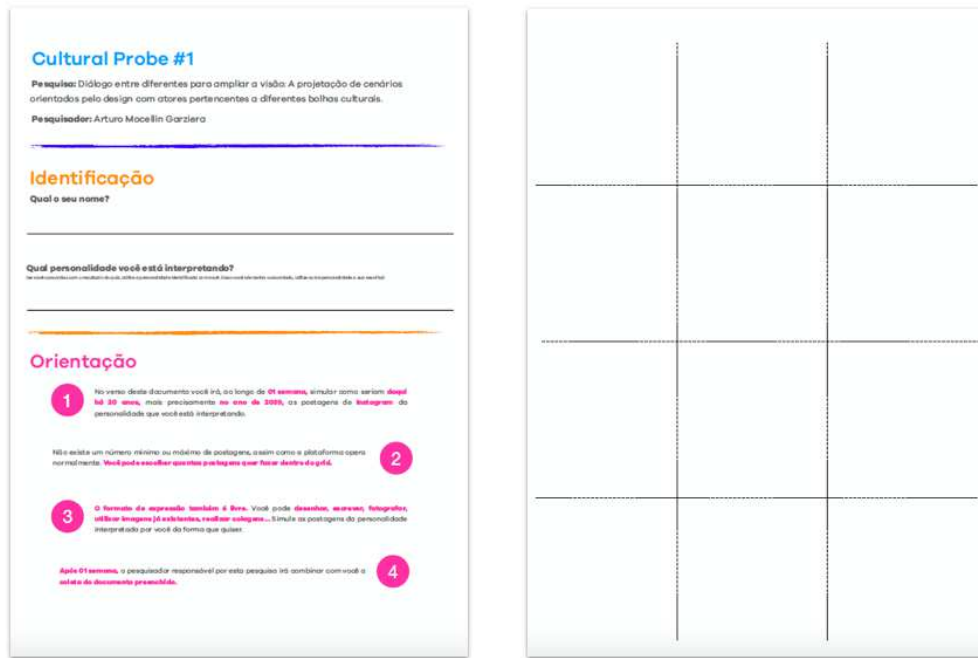 Cultural Probe #1
Pesquisa: Diálogo entre diferentes para ampliar a visão: A projetação de cenários
orientados pelo design com atores pertencentes a diferentes bolhas culturais.
Pesquisador: Arturo Mocellin Garziera
Identificação
Qual o seu nome?
Qual personalidade você está interpretando?
Orientação
1
No verso deste documento você irá, ao longo de 01 semana, simular como seriam daqui
há 10 anos, mais precisamente no ano de 2029, as postagens de Instagram da
personalidade que você está interpretando.
Não existe um número mínimo ou máximo de postagens, assim como a plataforma opera
normalmente. Você pode escolher quantas postagens quer fazer dentro do grid.
2
3
O formato de expressão também é livre. Você pode desenhar, escrever, fotografar,
utilizar imagens já existentes, realizar colagens... Simule as postagens da personalidade
interpretada por você da forma que quiser.
Após 01 semana, o pesquisador responsável por esta pesquisa irá combinar com você a
coleta do documento preenchido.
4